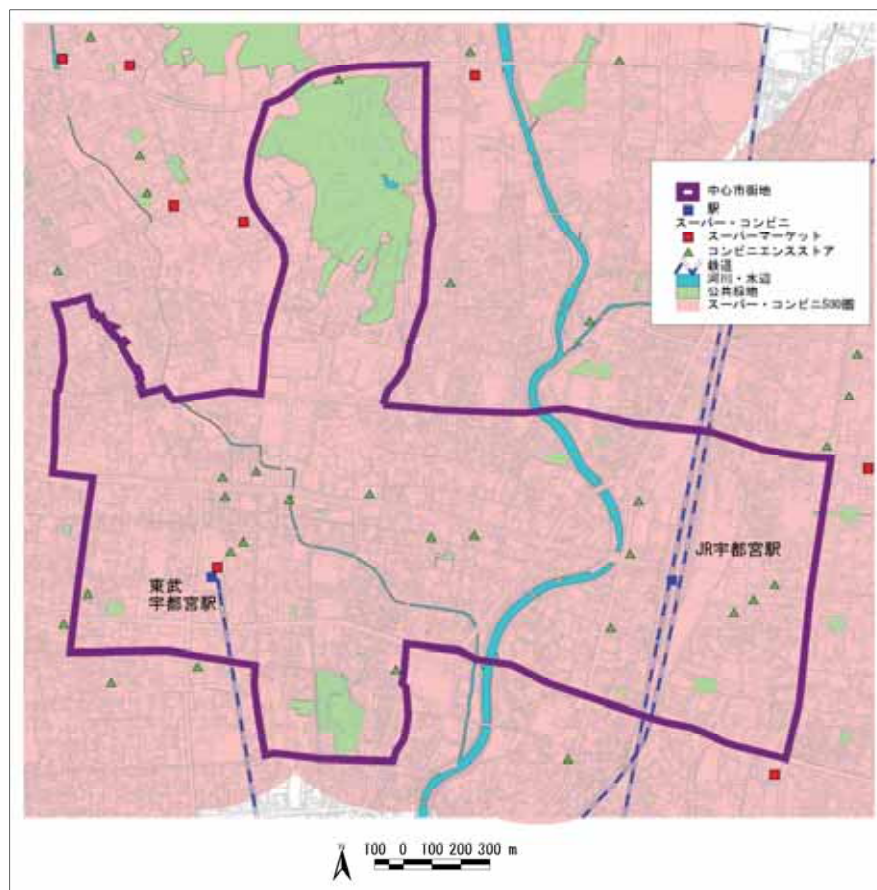 中心市街地
駅
スーパー・コンビニ
スーパーマーケット
コンビニエンスストア
鉄道
河川・水辺
公共緑地
スーパー・コンビニ500圏
JR宇都宮駅
東武
宇都宮駅
N
100 0 100 200 300 m